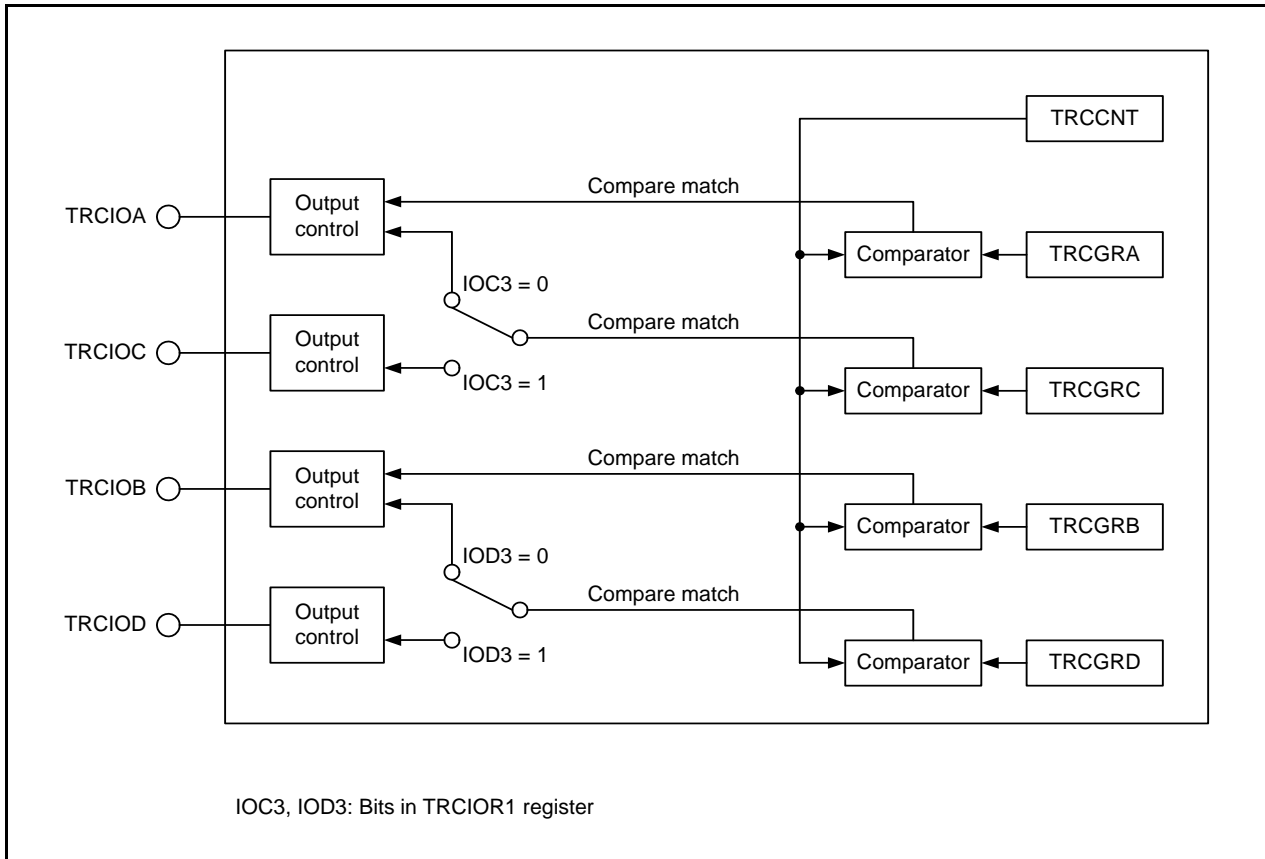 TRCCNT
Compare match
TRCIOA
Output
control
Comparator
TRCGRA
IOC3 = 0
Compare match
TRCIOC
Output
control
IOC3 = 1
Comparator
TRCGRC
Compare match
TRCIOB
Output
control
Comparator
TRCGRB
IOD3 = 0
Compare match
TRCIOD
Output
control
IOD3 = 1
Comparator
TRCGRD
IOC3, IOD3: Bits in TRCIOR1 register